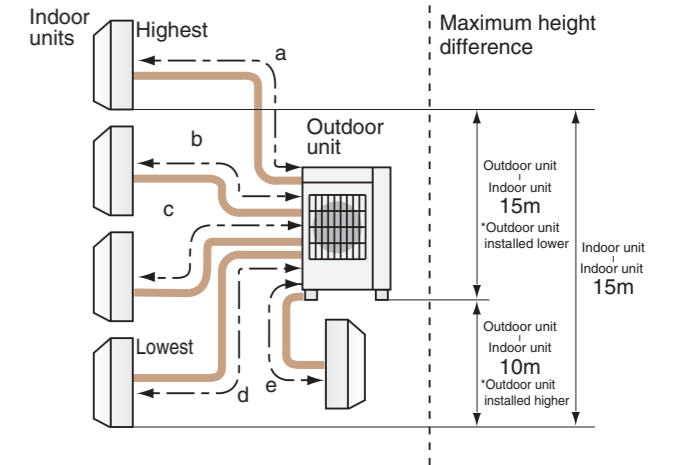 Indoor
units
Highest
a
Maximum height
difference
b
Outdoor
unit
c
Outdoor unit
Indoor unit
15m
*Outdoor unit
installed lower
Indoor unit
Indoor unit
15m
Lowest
d
e
Outdoor unit
Indoor unit
10m
*Outdoor unit
installed higher